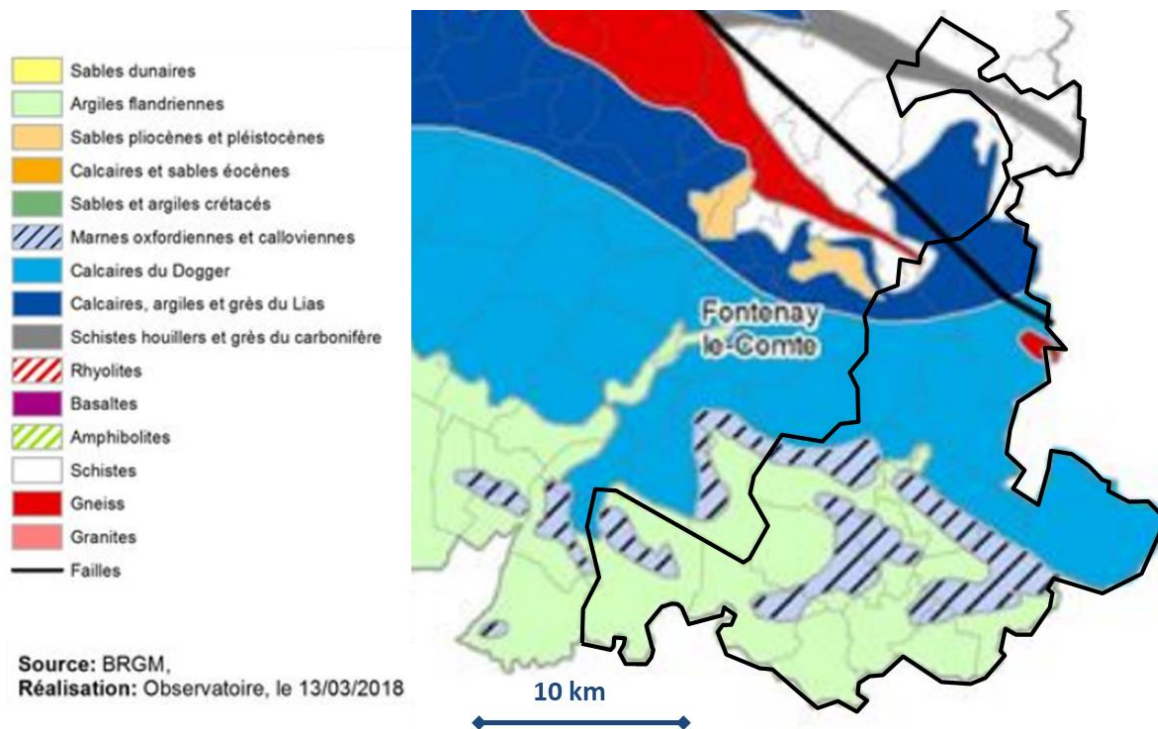 Sables dunaires
Argiles flandriennes
Sables pliocènes et pléistocènes
Calcaires et sables éocènes
Sables et argiles crétacés
Marnes oxfordiennes et calloviennes
Calcaires du Dogger
Calcaires, argiles et grès du Lias
Schistes houillers et grès du carbonifère
Rhyolites
Basaltes
Amphibolites
Schistes
Gneiss
Granites
Failles
Source: BRGM,
Réalisation: Observatoire, le 13/03/2018
Fontenay
le-Comte
10 km